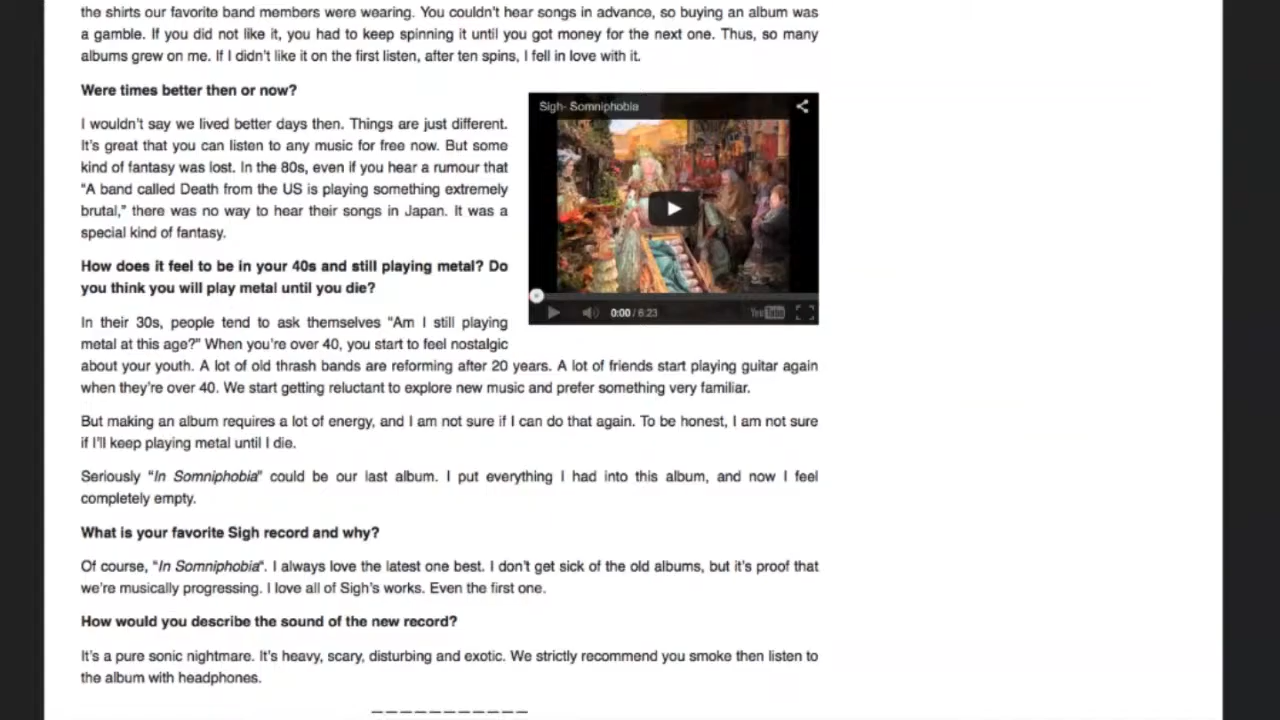 the shirts our favorite band members were wearing. You couldn't hear songs in advance, so buying an album was
a gamble. If you did not like it, you had to keep spinning it until you got money for the next one. Thus, so many
albums grew on me. If I didn't like it on the first listen, after ten spins, I fell in love with it.
Were times better then or now?
I wouldn't say we lived better days then. Things are just different.
It's great that you can listen to any music for free now. But some
kind of fantasy was lost. In the 80s, even if you hear a rumour that
“A band called Death from the US is playing something extremely
brutal,” there was no way to hear their songs in Japan. It was a
special kind of fantasy.
Sigh- Somniphobia
0:00 / 6:23
YouTube
How does it feel to be in your 40s and still playing metal? Do
you think you will play metal until you die?
In their 30s, people tend to ask themselves “Am I still playing
metal at this age?” When you're over 40, you start to feel nostalgic
about your youth. A lot of old thrash bands are reforming after 20 years. A lot of friends start playing guitar again
when they're over 40. We start getting reluctant to explore new music and prefer something very familiar.
But making an album requires a lot of energy, and I am not sure if I can do that again. To be honest, I am not sure
if I'll keep playing metal until I die.
Seriously “In Somniphobia” could be our last album. I put everything I had into this album, and now I feel
completely empty.
What is your favorite Sigh record and why?
Of course, “In Somniphobia“. I always love the latest one best. I don't get sick of the old albums, but it's proof that
we're musically progressing. I love all of Sigh's works. Even the first one.
How would you describe the sound of the new record?
It's a pure sonic nightmare. It's heavy, scary, disturbing and exotic. We strictly recommend you smoke then listen to
the album with headphones.
___________